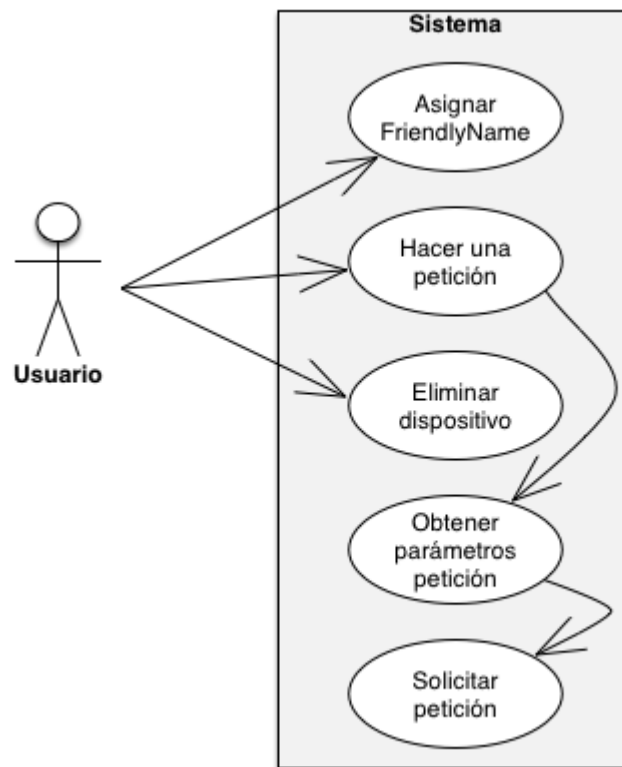 Sistema
Asignar
FriendlyName
Hacer una
petición
Usuario
Eliminar
dispositivo
Obtener
parámetros
petición
Solicitar
petición